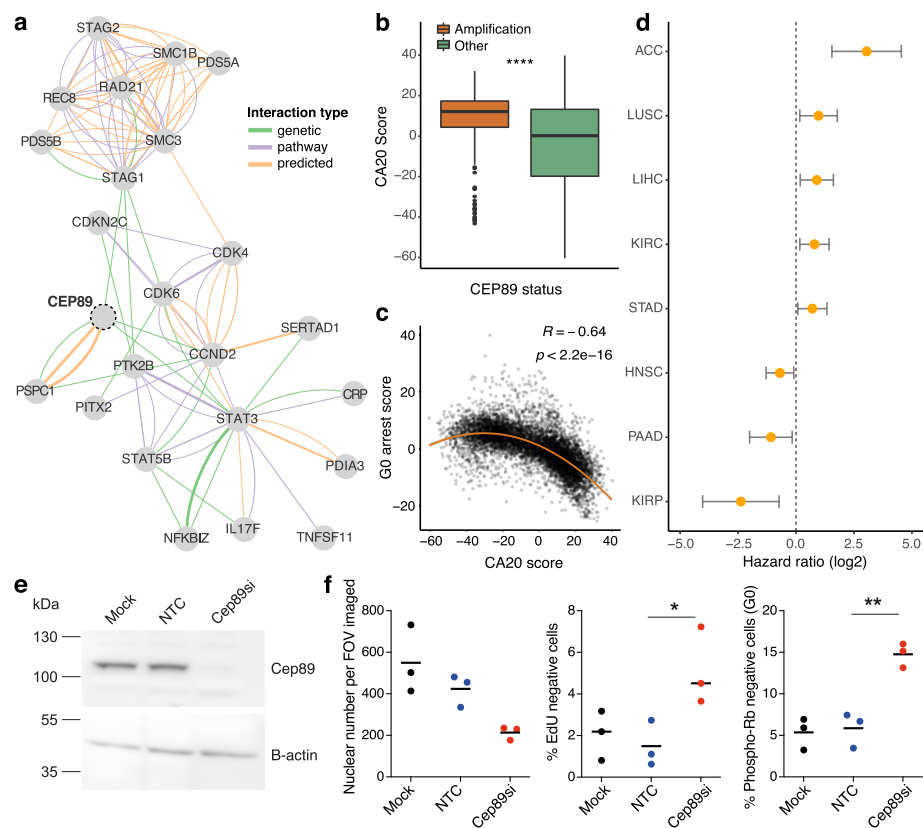 a
STAG2
SMC1B
PDS5A
RAD21
REC8
PDS5B
SMC3
STAG1
Interaction type
genetic
pathway
predicted
CDKN2C
CDK4
CDK6
CEP89
SERTAD1
CCND2
PTK2B
PSPC1
PITX2
CRP
STAT3
STAT5B
PDIA3
NFKBIZ
IL17F
TNFSF11
b
Amplification
Other
****
CA20 Score
40
20
0
−20
−40
−60
CEP89 status
c
R = −0.64
p < 2.2e−16
G0 arrest score
40
20
0
−20
−60 −40 −20 0 20 40
CA20 score
d
ACC
LUSC
LIHC
KIRC
STAD
HNSC
PAAD
KIRP
−5.0 −2.5 0.0 2.5 5.0
Hazard ratio (log2)
e
kDa
Mock NTC Cep89si
130
100
Cep89
55
35
B-actin
f
Nuclear number per FOV imaged
800
600
400
200
0
Mock NTC Cep89si
% EdU negative cells
8
6
4
2
0
*
Mock NTC Cep89si
% Phospho-Rb negative cells (G0)
20
15
10
5
0
**
Mock NTC Cep89si